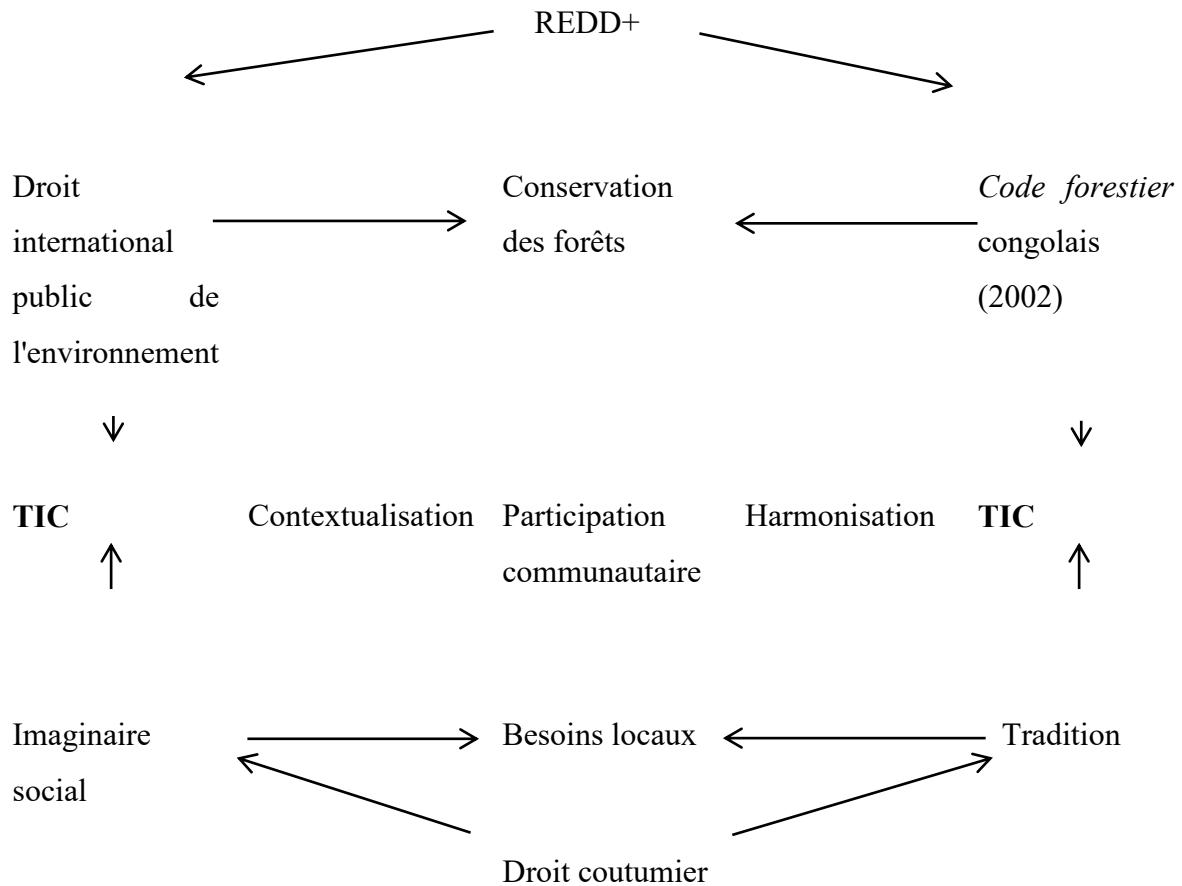 REDD+
Droit
international
public de
l'environnement
Conservation
des forêts
Code forestier
congolais
(2002)
TIC
Contextualisation
Participation
communautaire
Harmonisation
TIC
Imaginaire
social
Besoins locaux
Tradition
Droit coutumier